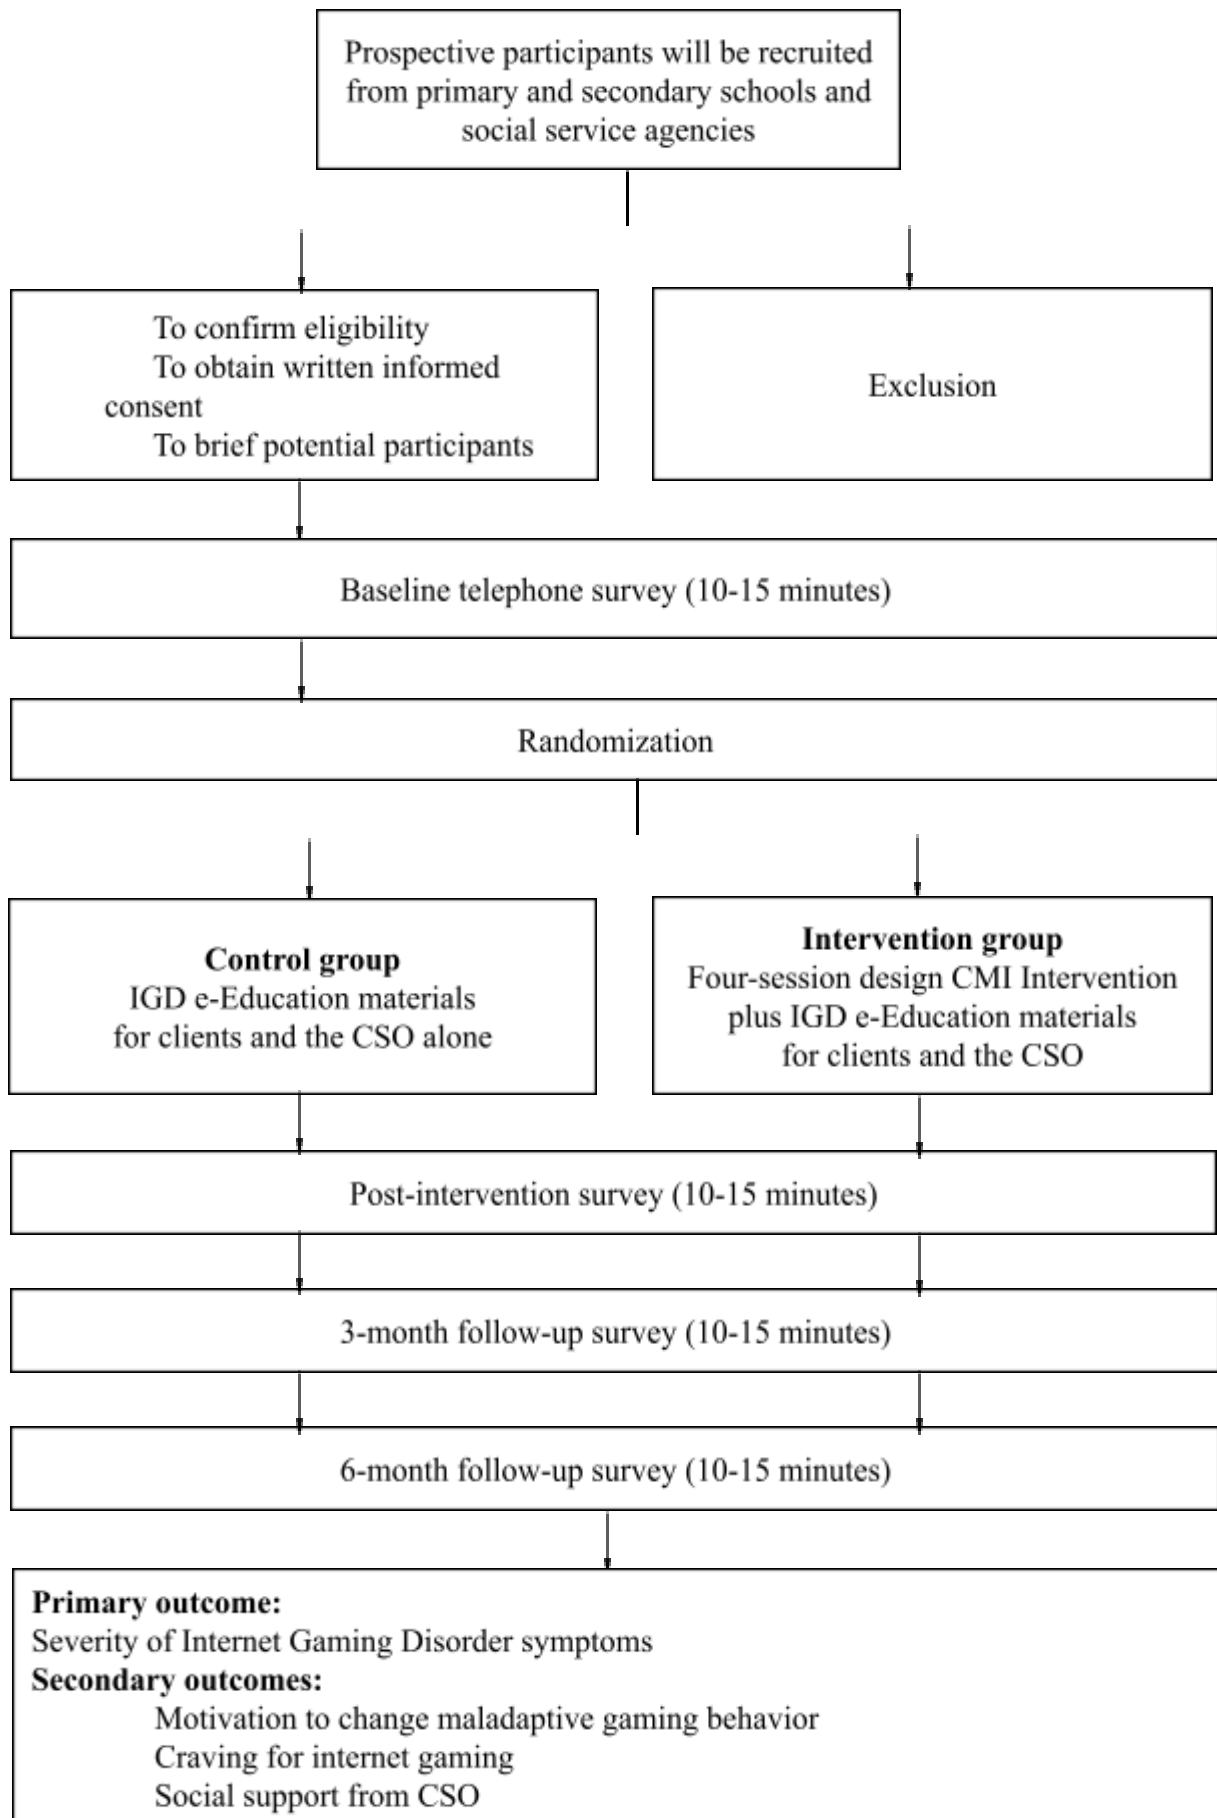 Prospective participants will be recruited
from primary and secondary schools and
social service agencies
To confirm eligibility
To obtain written informed
consent
To brief potential participants
Exclusion
Baseline telephone survey (10-15 minutes)
Randomization
Control group
IGD e-Education materials
for clients and the CSO alone
Intervention group
Four-session design CMI Intervention
plus IGD e-Education materials
for clients and the CSO
Post-intervention survey (10-15 minutes)
3-month follow-up survey (10-15 minutes)
6-month follow-up survey (10-15 minutes)
Primary outcome:
Severity of Internet Gaming Disorder symptoms
Secondary outcomes:
Motivation to change maladaptive gaming behavior
Craving for internet gaming
Social support from CSO